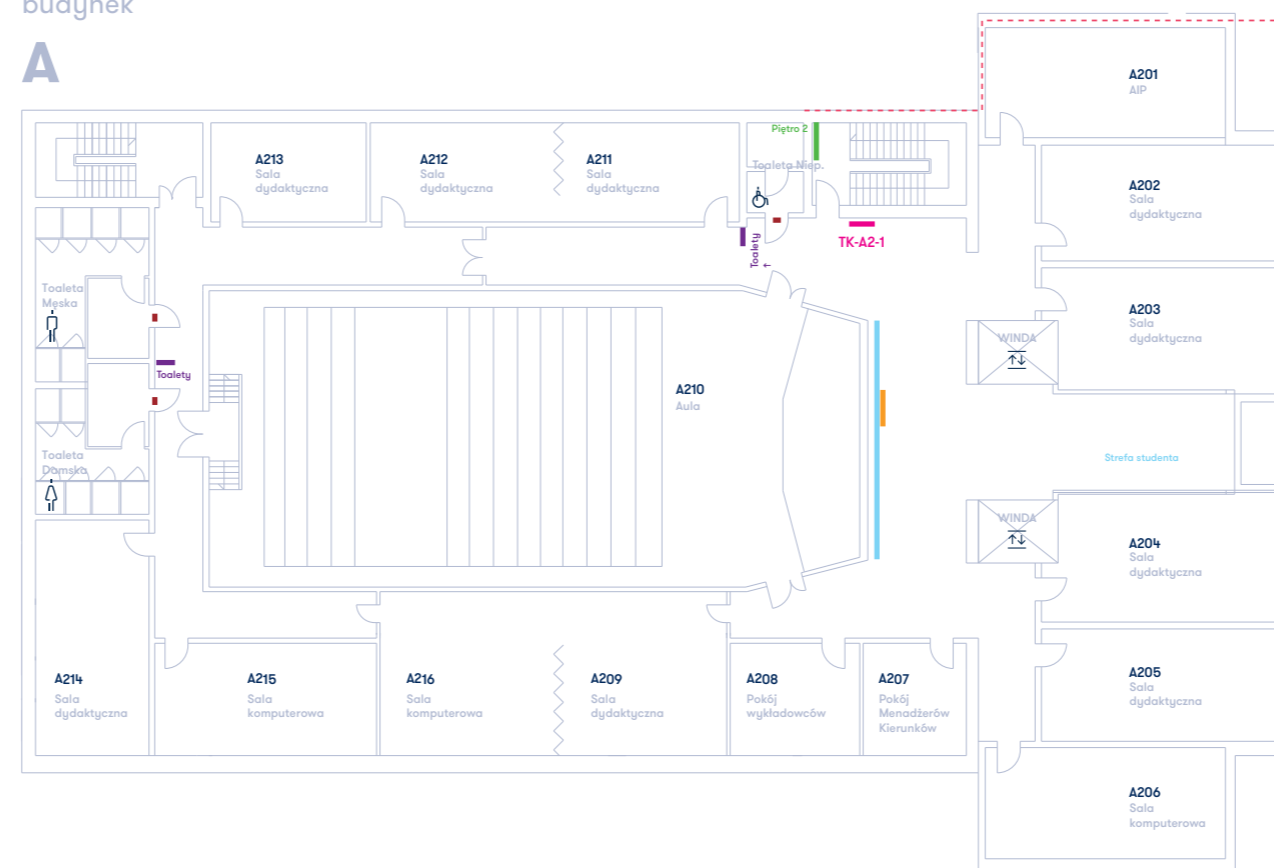 budynek
A
A201
AIP
Piętro 2
Toaleta Niep.
A213
Sala
dydaktyczna
A212
Sala
dydaktyczna
A211
Sala
dydaktyczna
A202
Sala
dydaktyczna
Toalety
←
TK-A2-1
Toaleta
Męska
A203
Sala
dydaktyczna
WINDA
Toalety
A210
Aula
Toaleta
Damska
Strefa studenta
WINDA
A204
Sala
dydaktyczna
A214
Sala
dydaktyczna
A215
Sala
komputerowa
A216
Sala
komputerowa
A209
Sala
dydaktyczna
A208
Pokój
wykładowców
A207
Pokój
Menadżerów
Kierunków
A205
Sala
dydaktyczna
A206
Sala
komputerowa